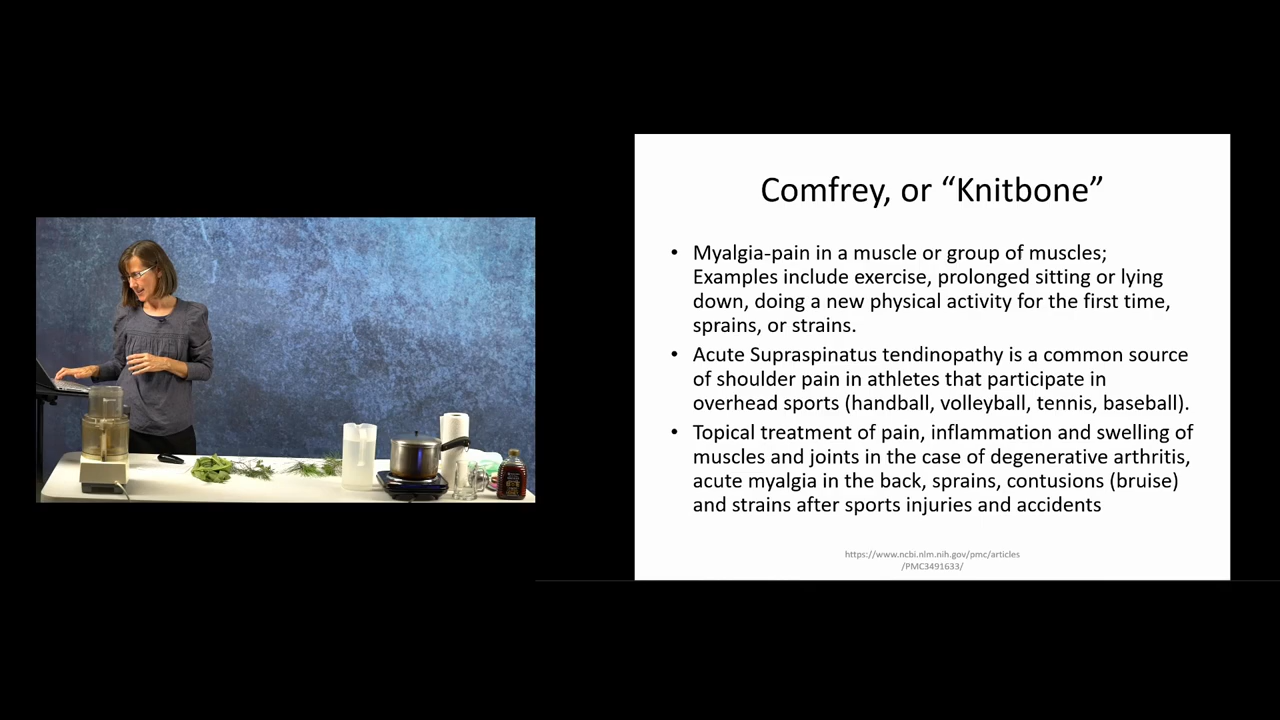 Comfrey, or “Knitbone”
• Myalgia-pain in a muscle or group of muscles;
Examples include exercise, prolonged sitting or lying
down, doing a new physical activity for the first time,
sprains, or strains.
• Acute Supraspinatus tendinopathy is a common source
of shoulder pain in athletes that participate in
overhead sports (handball, volleyball, tennis, baseball).
• Topical treatment of pain, inflammation and swelling of
muscles and joints in the case of degenerative arthritis,
acute myalgia in the back, sprains, contusions (bruise)
and strains after sports injuries and accidents
https://www.ncbi.nlm.nih.gov/pmc/articles
/PMC3491633/